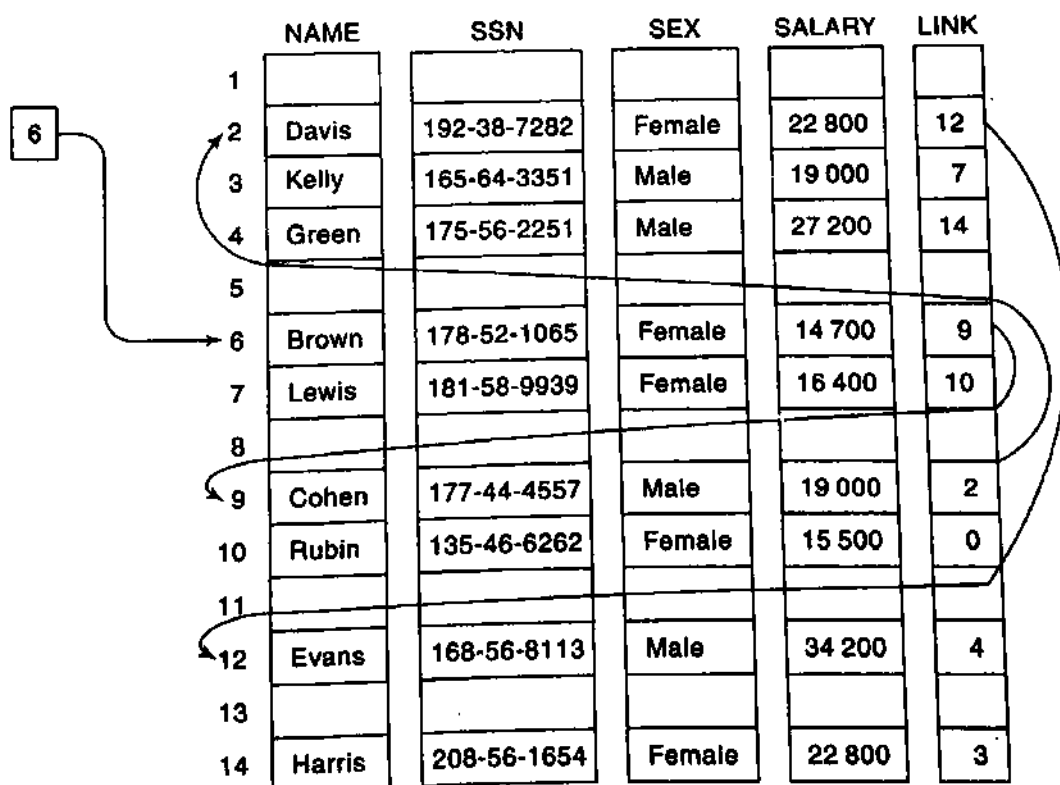 NAME SSN SEX SALARY LINK
1
6
2 Davis 192-38-7282 Female 22 800 12
3 Kelly 165-64-3351 Male 19 000 7
4 Green 175-56-2251 Male 27 200 14
5
6 Brown 178-52-1065 Female 14 700 9
7 Lewis 181-58-9939 Female 16 400 10
8
9 Cohen 177-44-4557 Male 19 000 2
10 Rubin 135-46-6262 Female 15 500 0
11
12 Evans 168-56-8113 Male 34 200 4
13
14 Harris 208-56-1654 Female 22 800 3